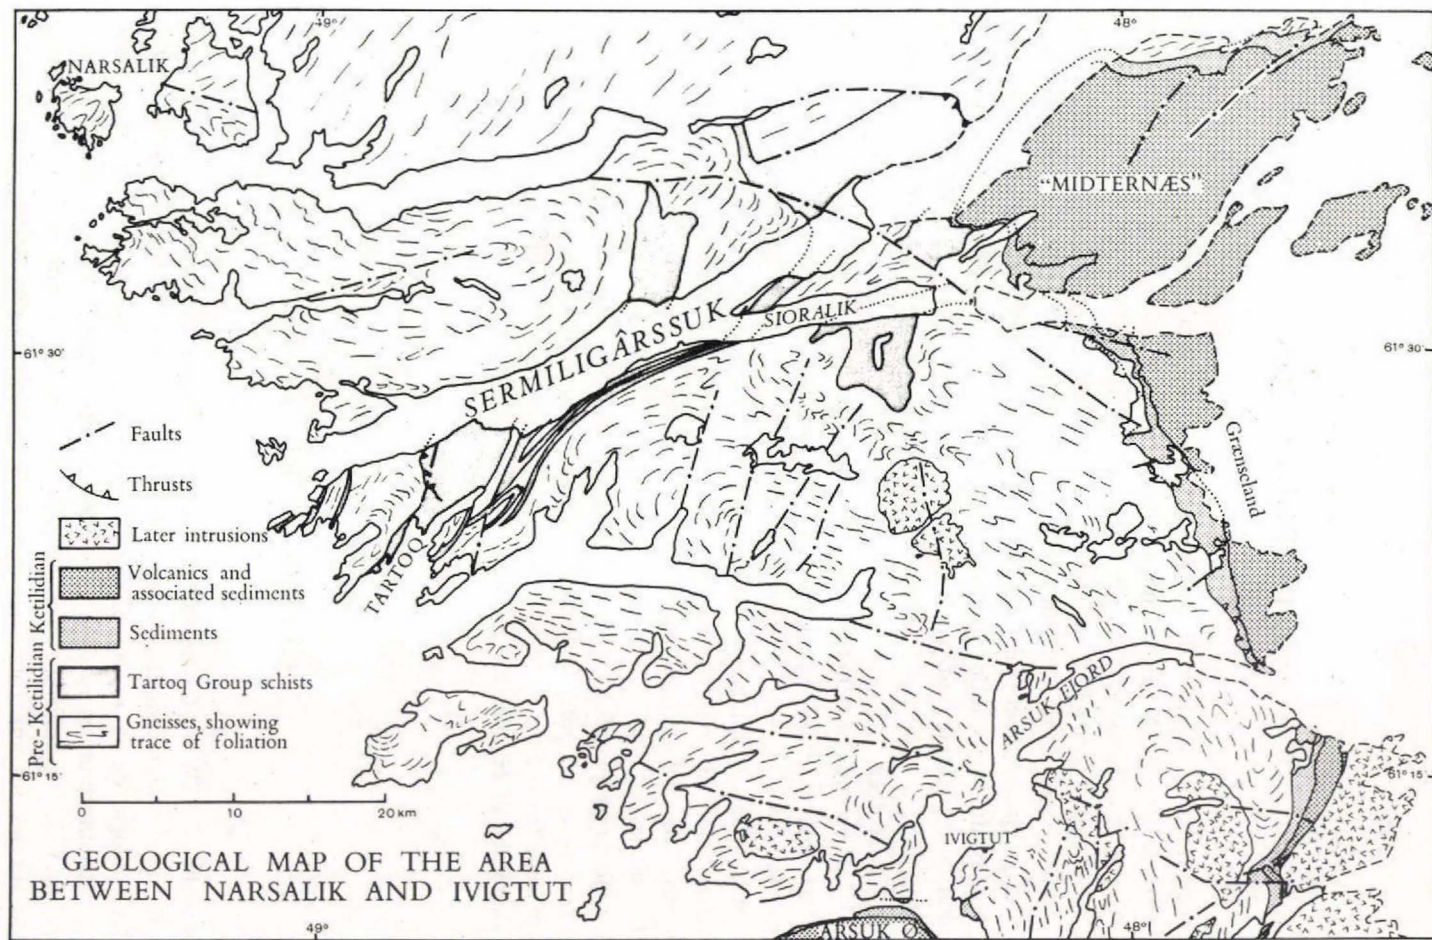 49°
48°
NARSALIK
"MIDTERNÆS"
SIORALIK
SERMILIGÂRSSUK
61° 30'
61° 30'
Grænseland
Faults
Thrusts
Later intrusions
Volcanics and
associated sediments
Sediments
Tartoq Group schists
Gneisses, showing
trace of foliation
Pre-Ketilidian Ketilidian
TARTOQ
ARSUK FJORD
61° 15'
61° 15'
0 10 20 km
IVIGTUT
GEOLOGICAL MAP OF THE AREA
BETWEEN NARSALIK AND IVIGTUT
49°
48°
ARSUK Ø